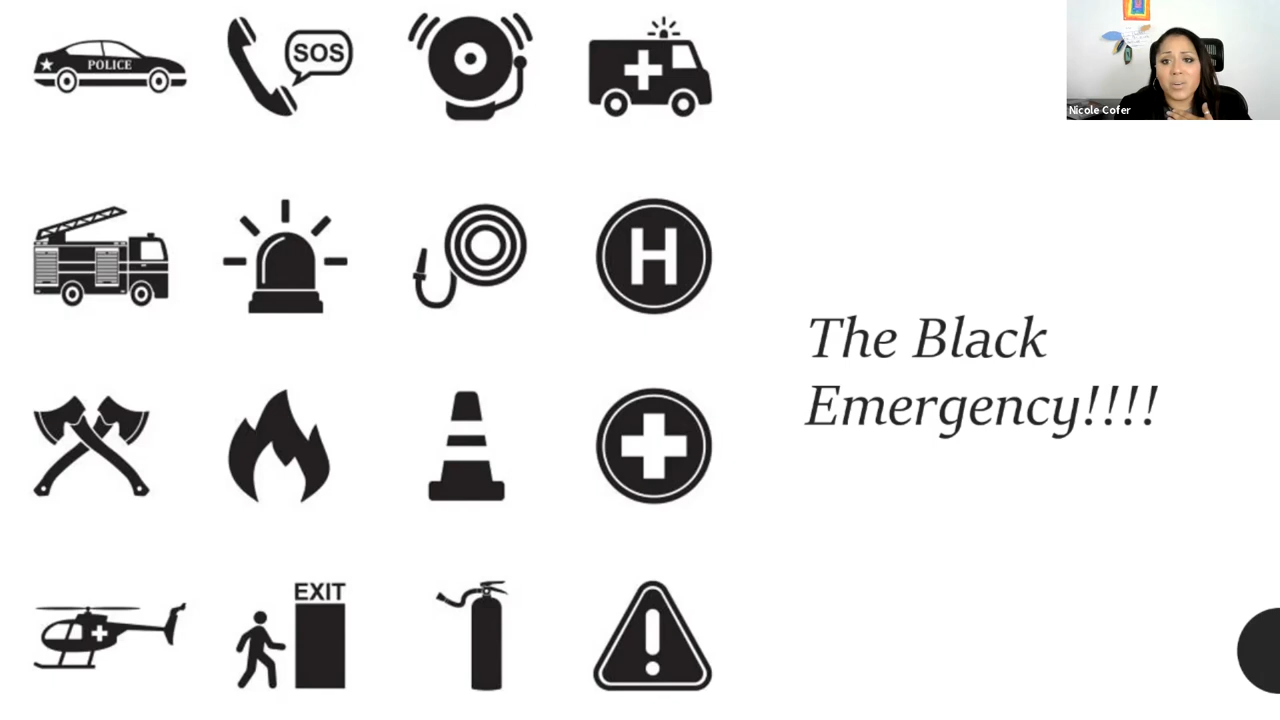 POLICE
SOS
Nicole Cofer
H
The Black
Emergency!!!!
EXIT